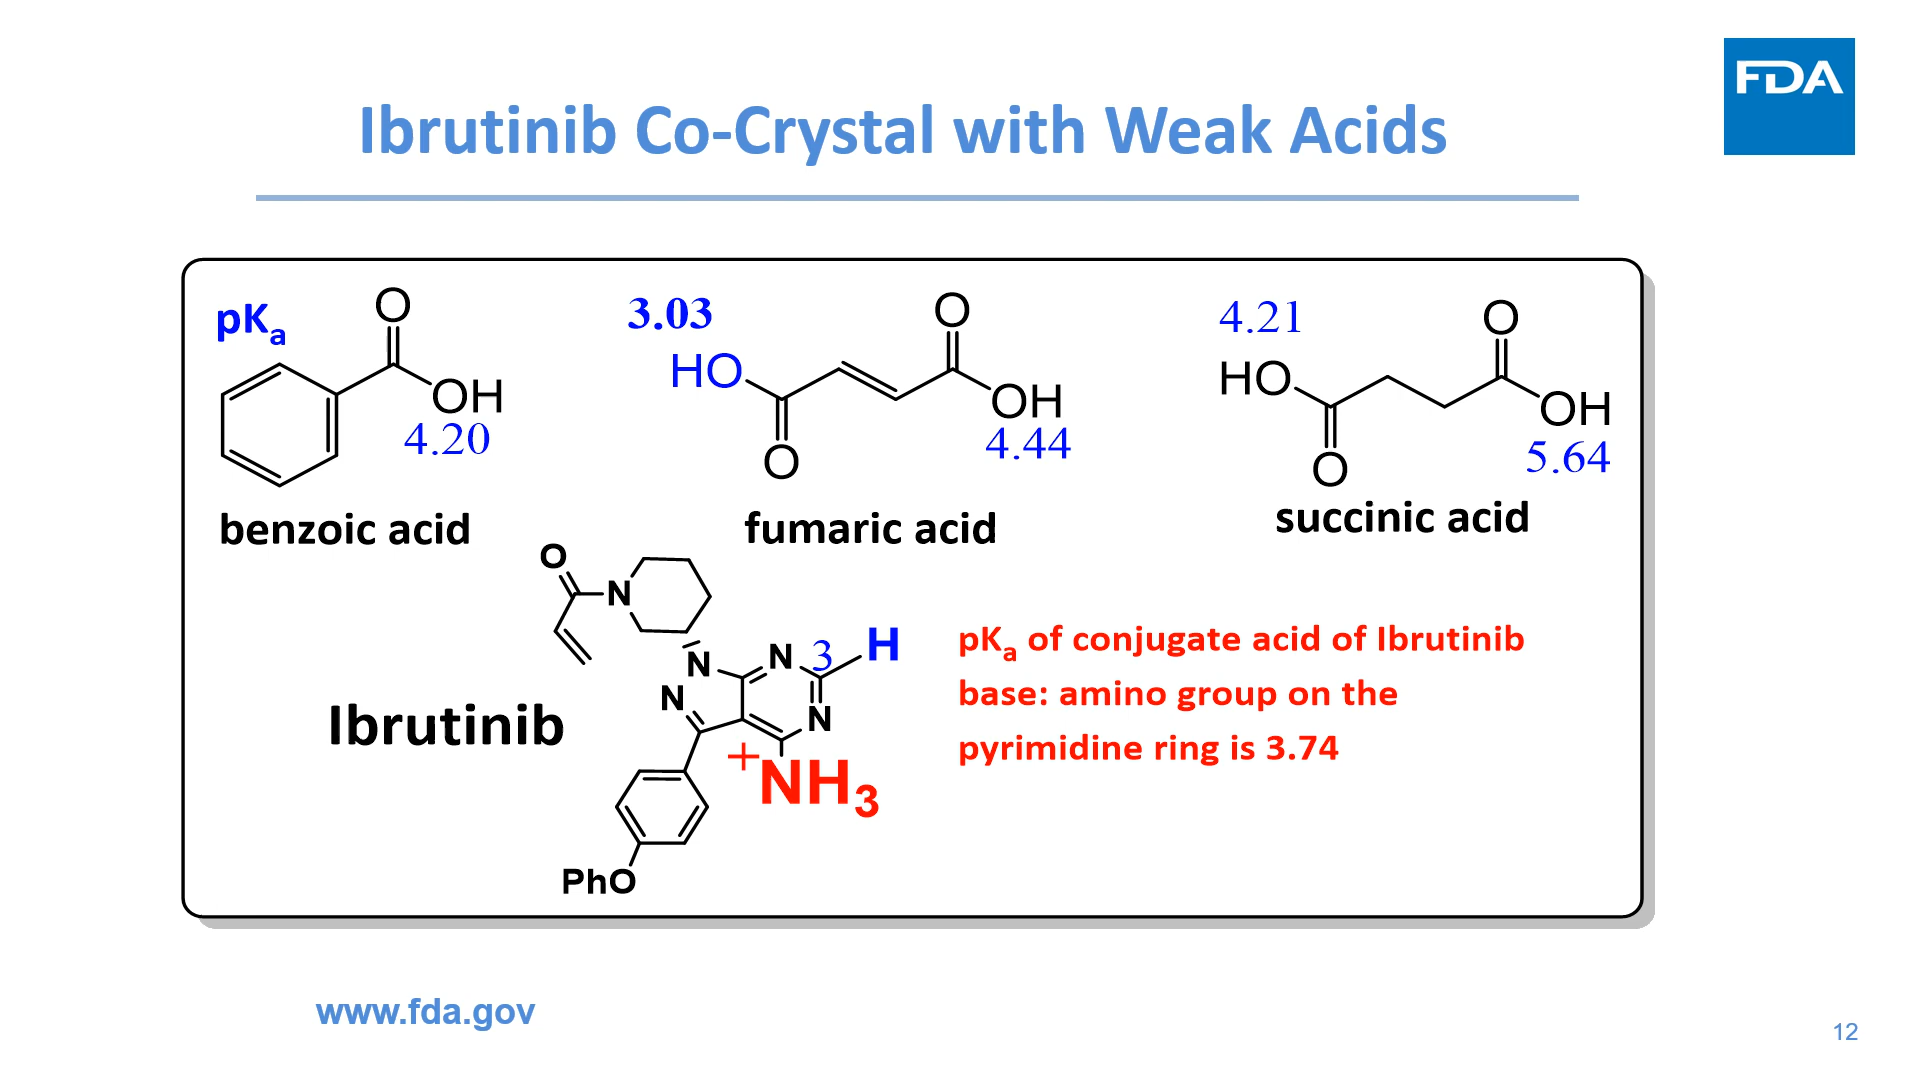 FDA
Ibrutinib Co-Crystal with Weak Acids
pKa
O
OH
4.20
benzoic acid
3.03
HO
O
O
OH
4.44
fumaric acid
4.21
HO
O
O
OH
5.64
succinic acid
O
N
N
N
N
3
H
N
+NH3
PhO
Ibrutinib
pKa of conjugate acid of Ibrutinib
base: amino group on the
pyrimidine ring is 3.74
www.fda.gov
12